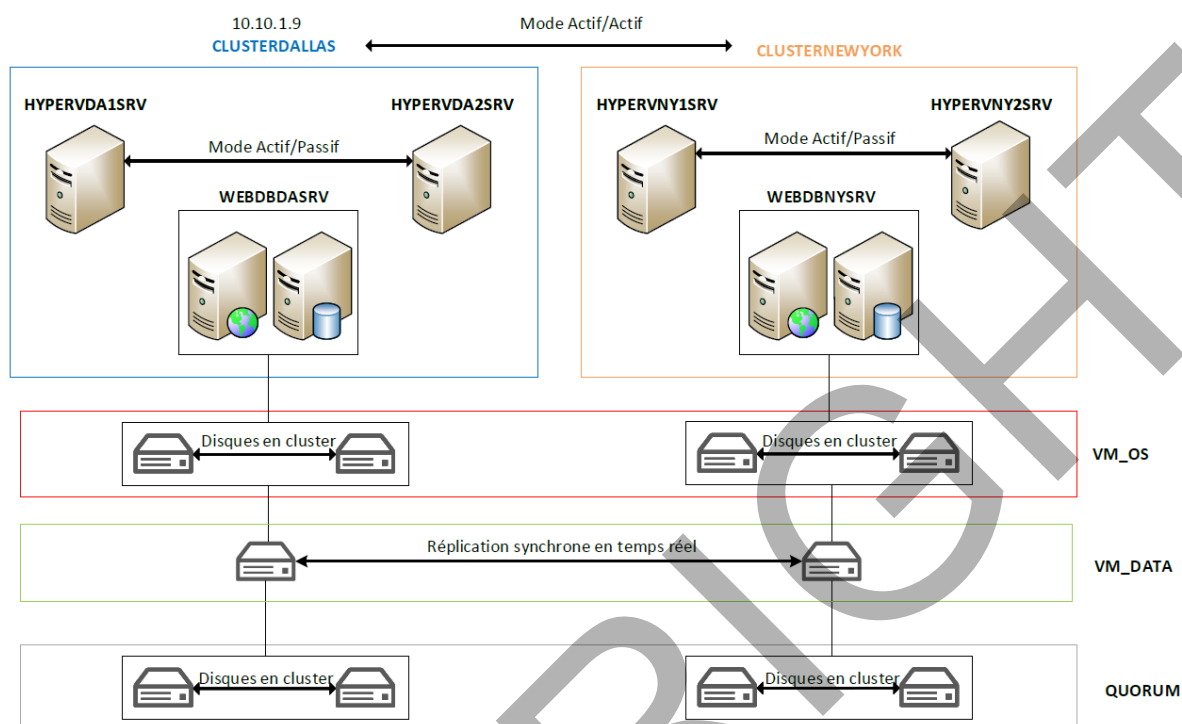 10.10.1.9
Mode Actif/Actif
CLUSTERDALLAS
CLUSTERNEWYORK
HYPERVDA1SRV
HYPERVDA2SRV
HYPERVNY1SRV
HYPERVNY2SRV
Mode Actif/Passif
Mode Actif/Passif
WEBDBDASRV
WEBDBNYSRV
Disques en cluster
Disques en cluster
VM_OS
Réplication synchrone en temps réel
VM_DATA
Disques en cluster
Disques en cluster
QUORUM